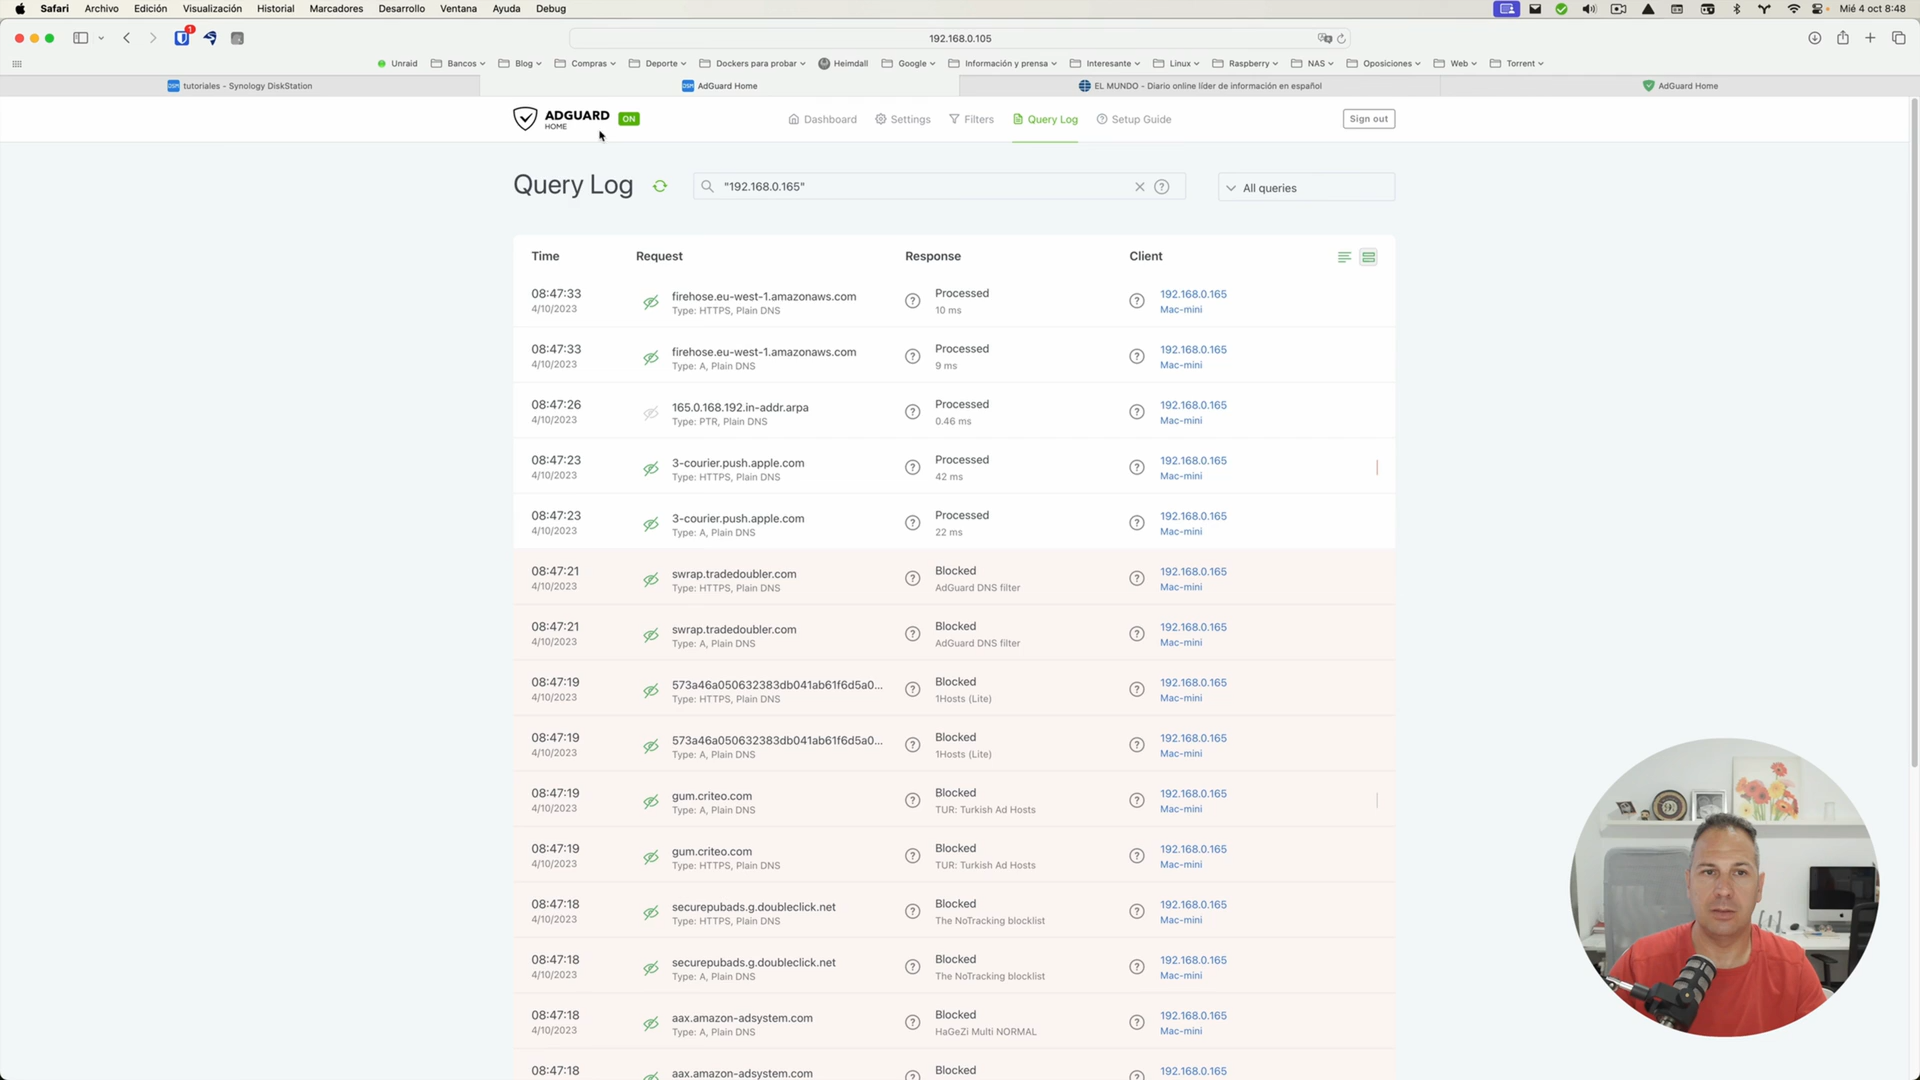 Safari Archivo Edición Visualización Historial Marcadores Desarrollo Ventana Ayuda Debug Mié 4 oct 8:48
1
192.168.0.105
Unraid Bancos Blog Compras Deporte Dockers para probar Heimdall Google Información y prensa Interesante Linux Raspberry NAS Oposiciones Web Torrent
tutoriales - Synology DiskStation AdGuard Home EL MUNDO - Diario online líder de información en español AdGuard Home
ADGUARD HOME ON Dashboard Settings Filters Query Log Setup Guide Sign out
Query Log "192.168.0.165" All queries
Time Request Response Client
08:47:33 firehose.eu-west-1.amazonaws.com Processed 192.168.0.165
4/10/2023 Type: HTTPS, Plain DNS 10 ms Mac-mini
08:47:33 firehose.eu-west-1.amazonaws.com Processed 192.168.0.165
4/10/2023 Type: A, Plain DNS 9 ms Mac-mini
08:47:26 165.0.168.192.in-addr.arpa Processed 192.168.0.165
4/10/2023 Type: PTR, Plain DNS 0.46 ms Mac-mini
08:47:23 3-courier.push.apple.com Processed 192.168.0.165
4/10/2023 Type: HTTPS, Plain DNS 42 ms Mac-mini
08:47:23 3-courier.push.apple.com Processed 192.168.0.165
4/10/2023 Type: A, Plain DNS 22 ms Mac-mini
08:47:21 swrap.tradedoubler.com Blocked 192.168.0.165
4/10/2023 Type: HTTPS, Plain DNS AdGuard DNS filter Mac-mini
08:47:21 swrap.tradedoubler.com Blocked 192.168.0.165
4/10/2023 Type: A, Plain DNS AdGuard DNS filter Mac-mini
08:47:19 573a46a050632383db041ab61f6d5a0... Blocked 192.168.0.165
4/10/2023 Type: HTTPS, Plain DNS 1Hosts (Lite) Mac-mini
08:47:19 573a46a050632383db041ab61f6d5a0... Blocked 192.168.0.165
4/10/2023 Type: A, Plain DNS 1Hosts (Lite) Mac-mini
08:47:19 gum.criteo.com Blocked 192.168.0.165
4/10/2023 Type: A, Plain DNS TUR: Turkish Ad Hosts Mac-mini
08:47:19 gum.criteo.com Blocked 192.168.0.165
4/10/2023 Type: HTTPS, Plain DNS TUR: Turkish Ad Hosts Mac-mini
08:47:18 securepubads.g.doubleclick.net Blocked 192.168.0.165
4/10/2023 Type: HTTPS, Plain DNS The NoTracking blocklist Mac-mini
08:47:18 securepubads.g.doubleclick.net Blocked 192.168.0.165
4/10/2023 Type: A, Plain DNS The NoTracking blocklist Mac-mini
08:47:18 aax.amazon-adsystem.com Blocked 192.168.0.165
4/10/2023 Type: A, Plain DNS HaGeZi Multi NORMAL Mac-mini
08:47:18 aax.amazon-adsystem.com Blocked 192.168.0.165